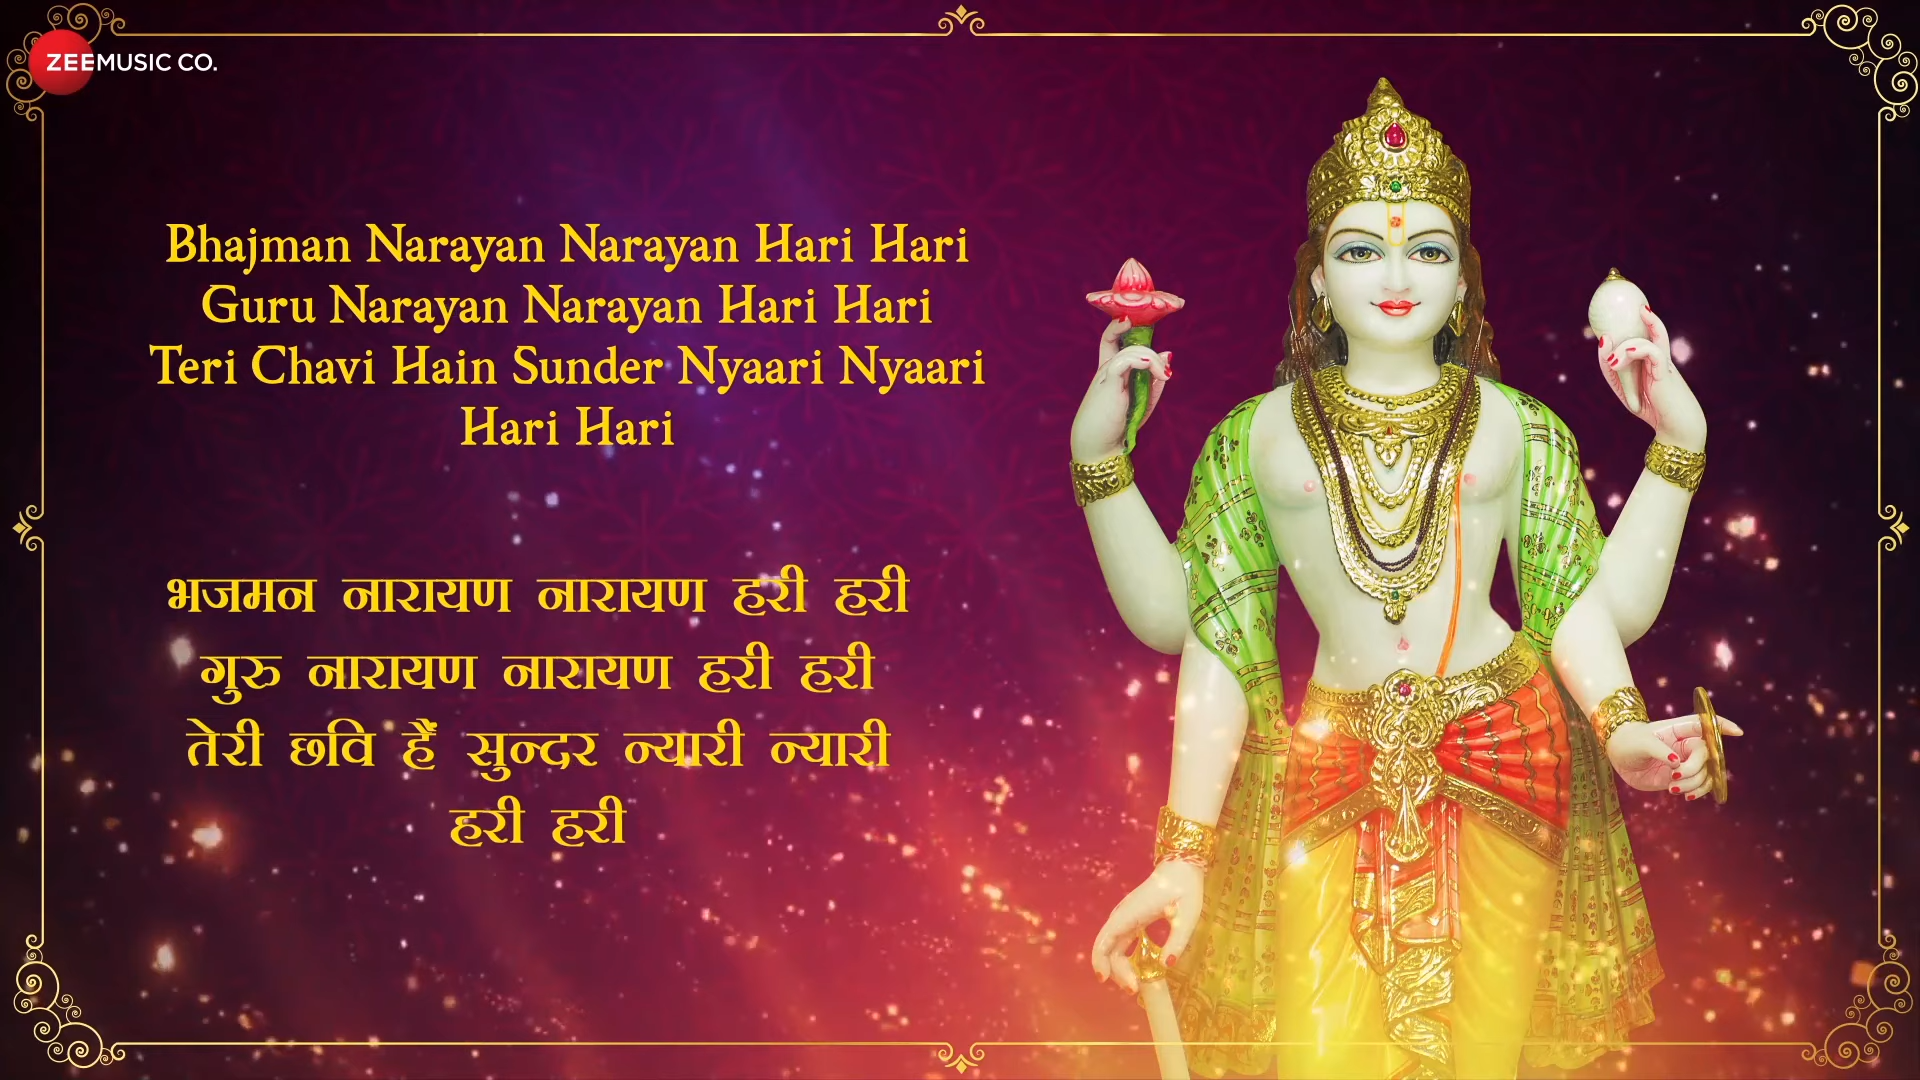 ZEEMUSIC CO.
Bhajman Narayan Narayan Hari Hari
Guru Narayan Narayan Hari Hari
Teri Chavi Hain Sunder Nyaari Nyaari
Hari Hari
भजमन नारायण नारायण हरी हरी
गुरु नारायण नारायण हरी हरी
तेरी छवि हैं सुन्दर न्यारी न्यारी
हरी हरी